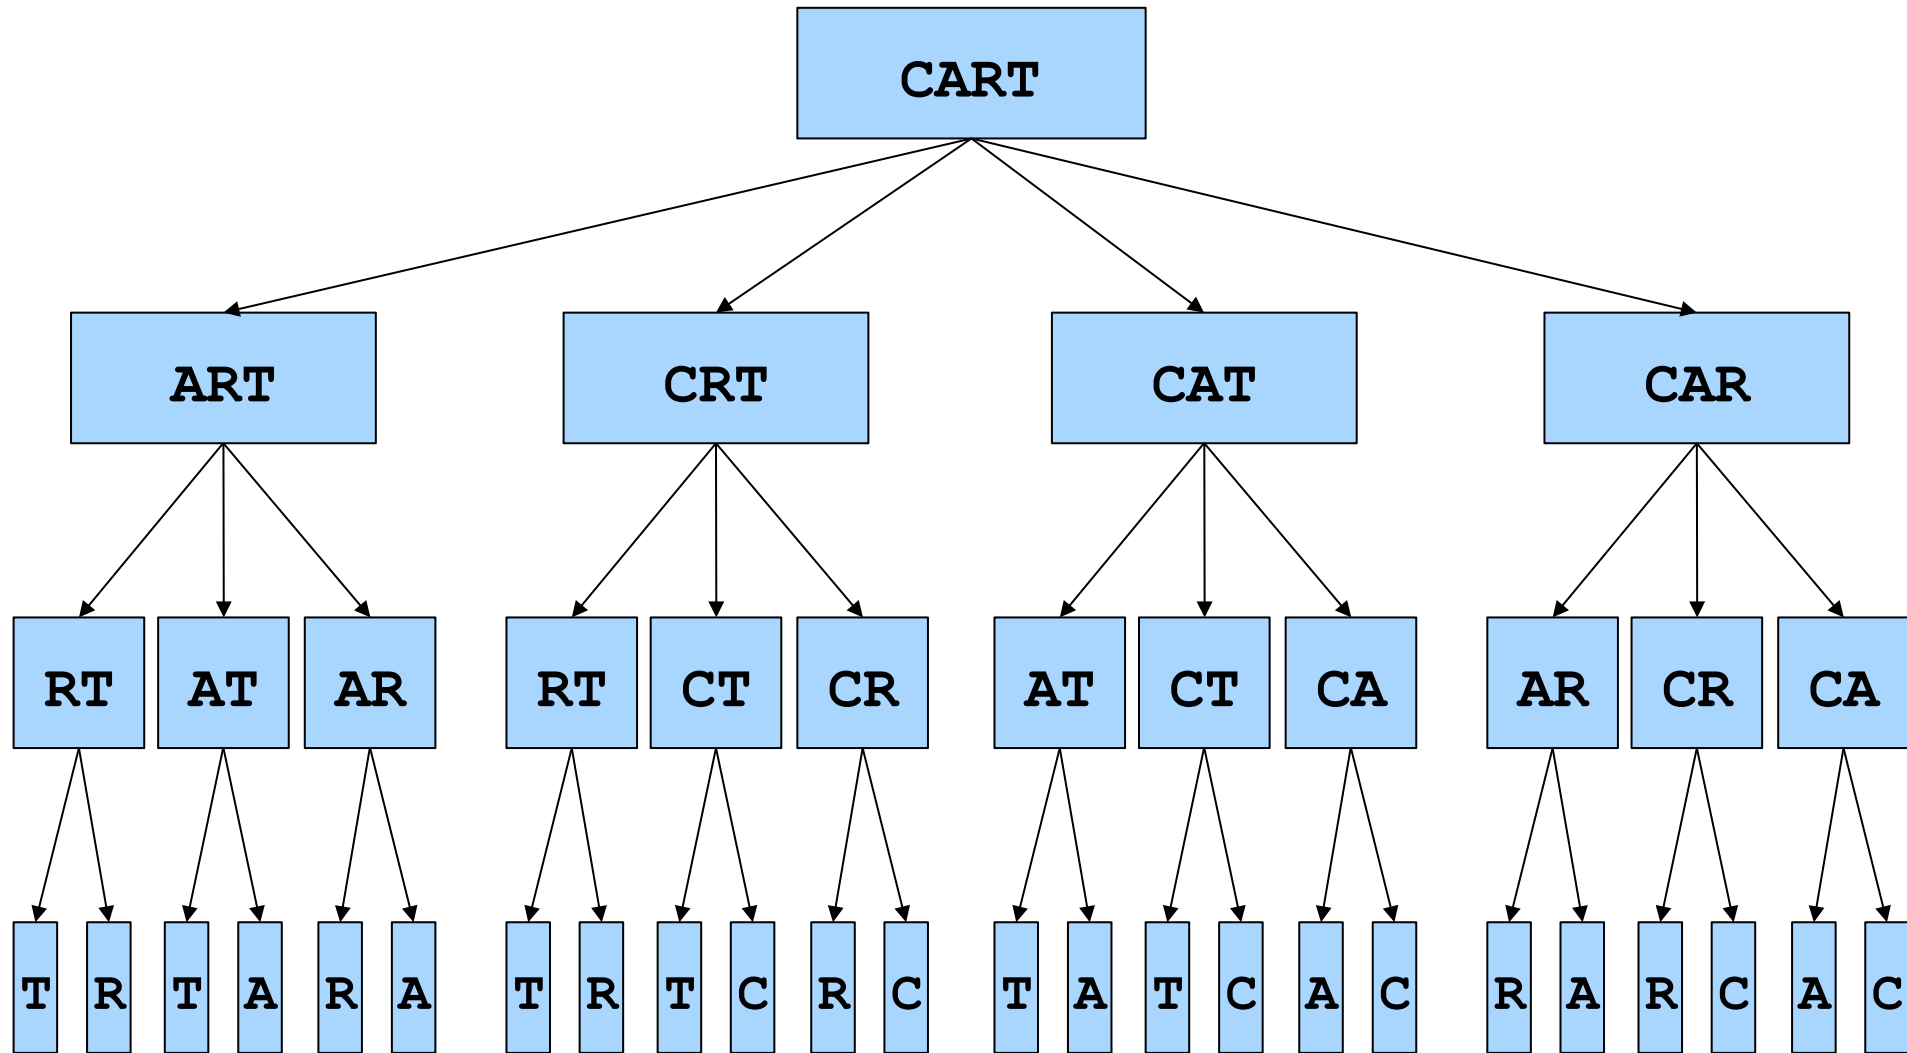 CART
ART CRT CAT CAR
RT AT AR RT CT CR AT CT CA AR CR CA
T R T A R A T R T C R C T A T C A C R A R C A C